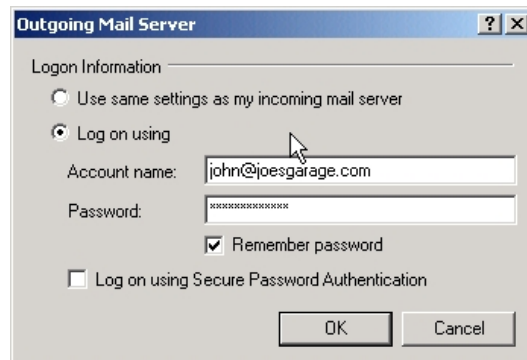 Outgoing Mail Server
Logon Information
Use same settings as my incoming mail server
Log on using
Account name: john@joesgarage.com
Password: *************
Remember password
Log on using Secure Password Authentication
OK Cancel